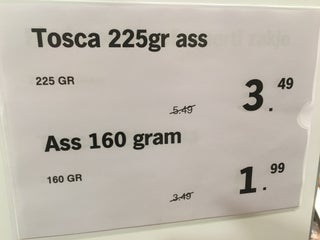 Tosca 225gr ass
225 GR
5.49
3.49
Ass 160 gram
160 GR
3.49
1.99